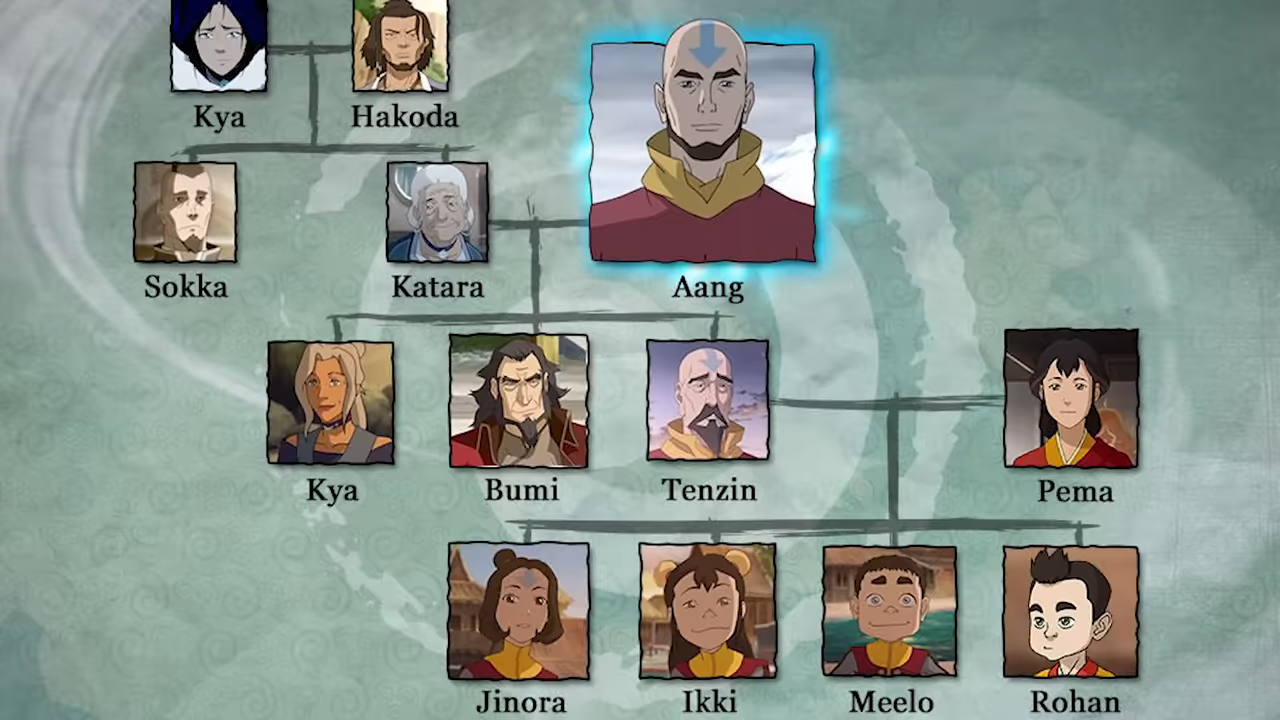 Kya
Hakoda
Sokka
Katara
Aang
Kya
Bumi
Tenzin
Pema
Jinora
Ikki
Meelo
Rohan